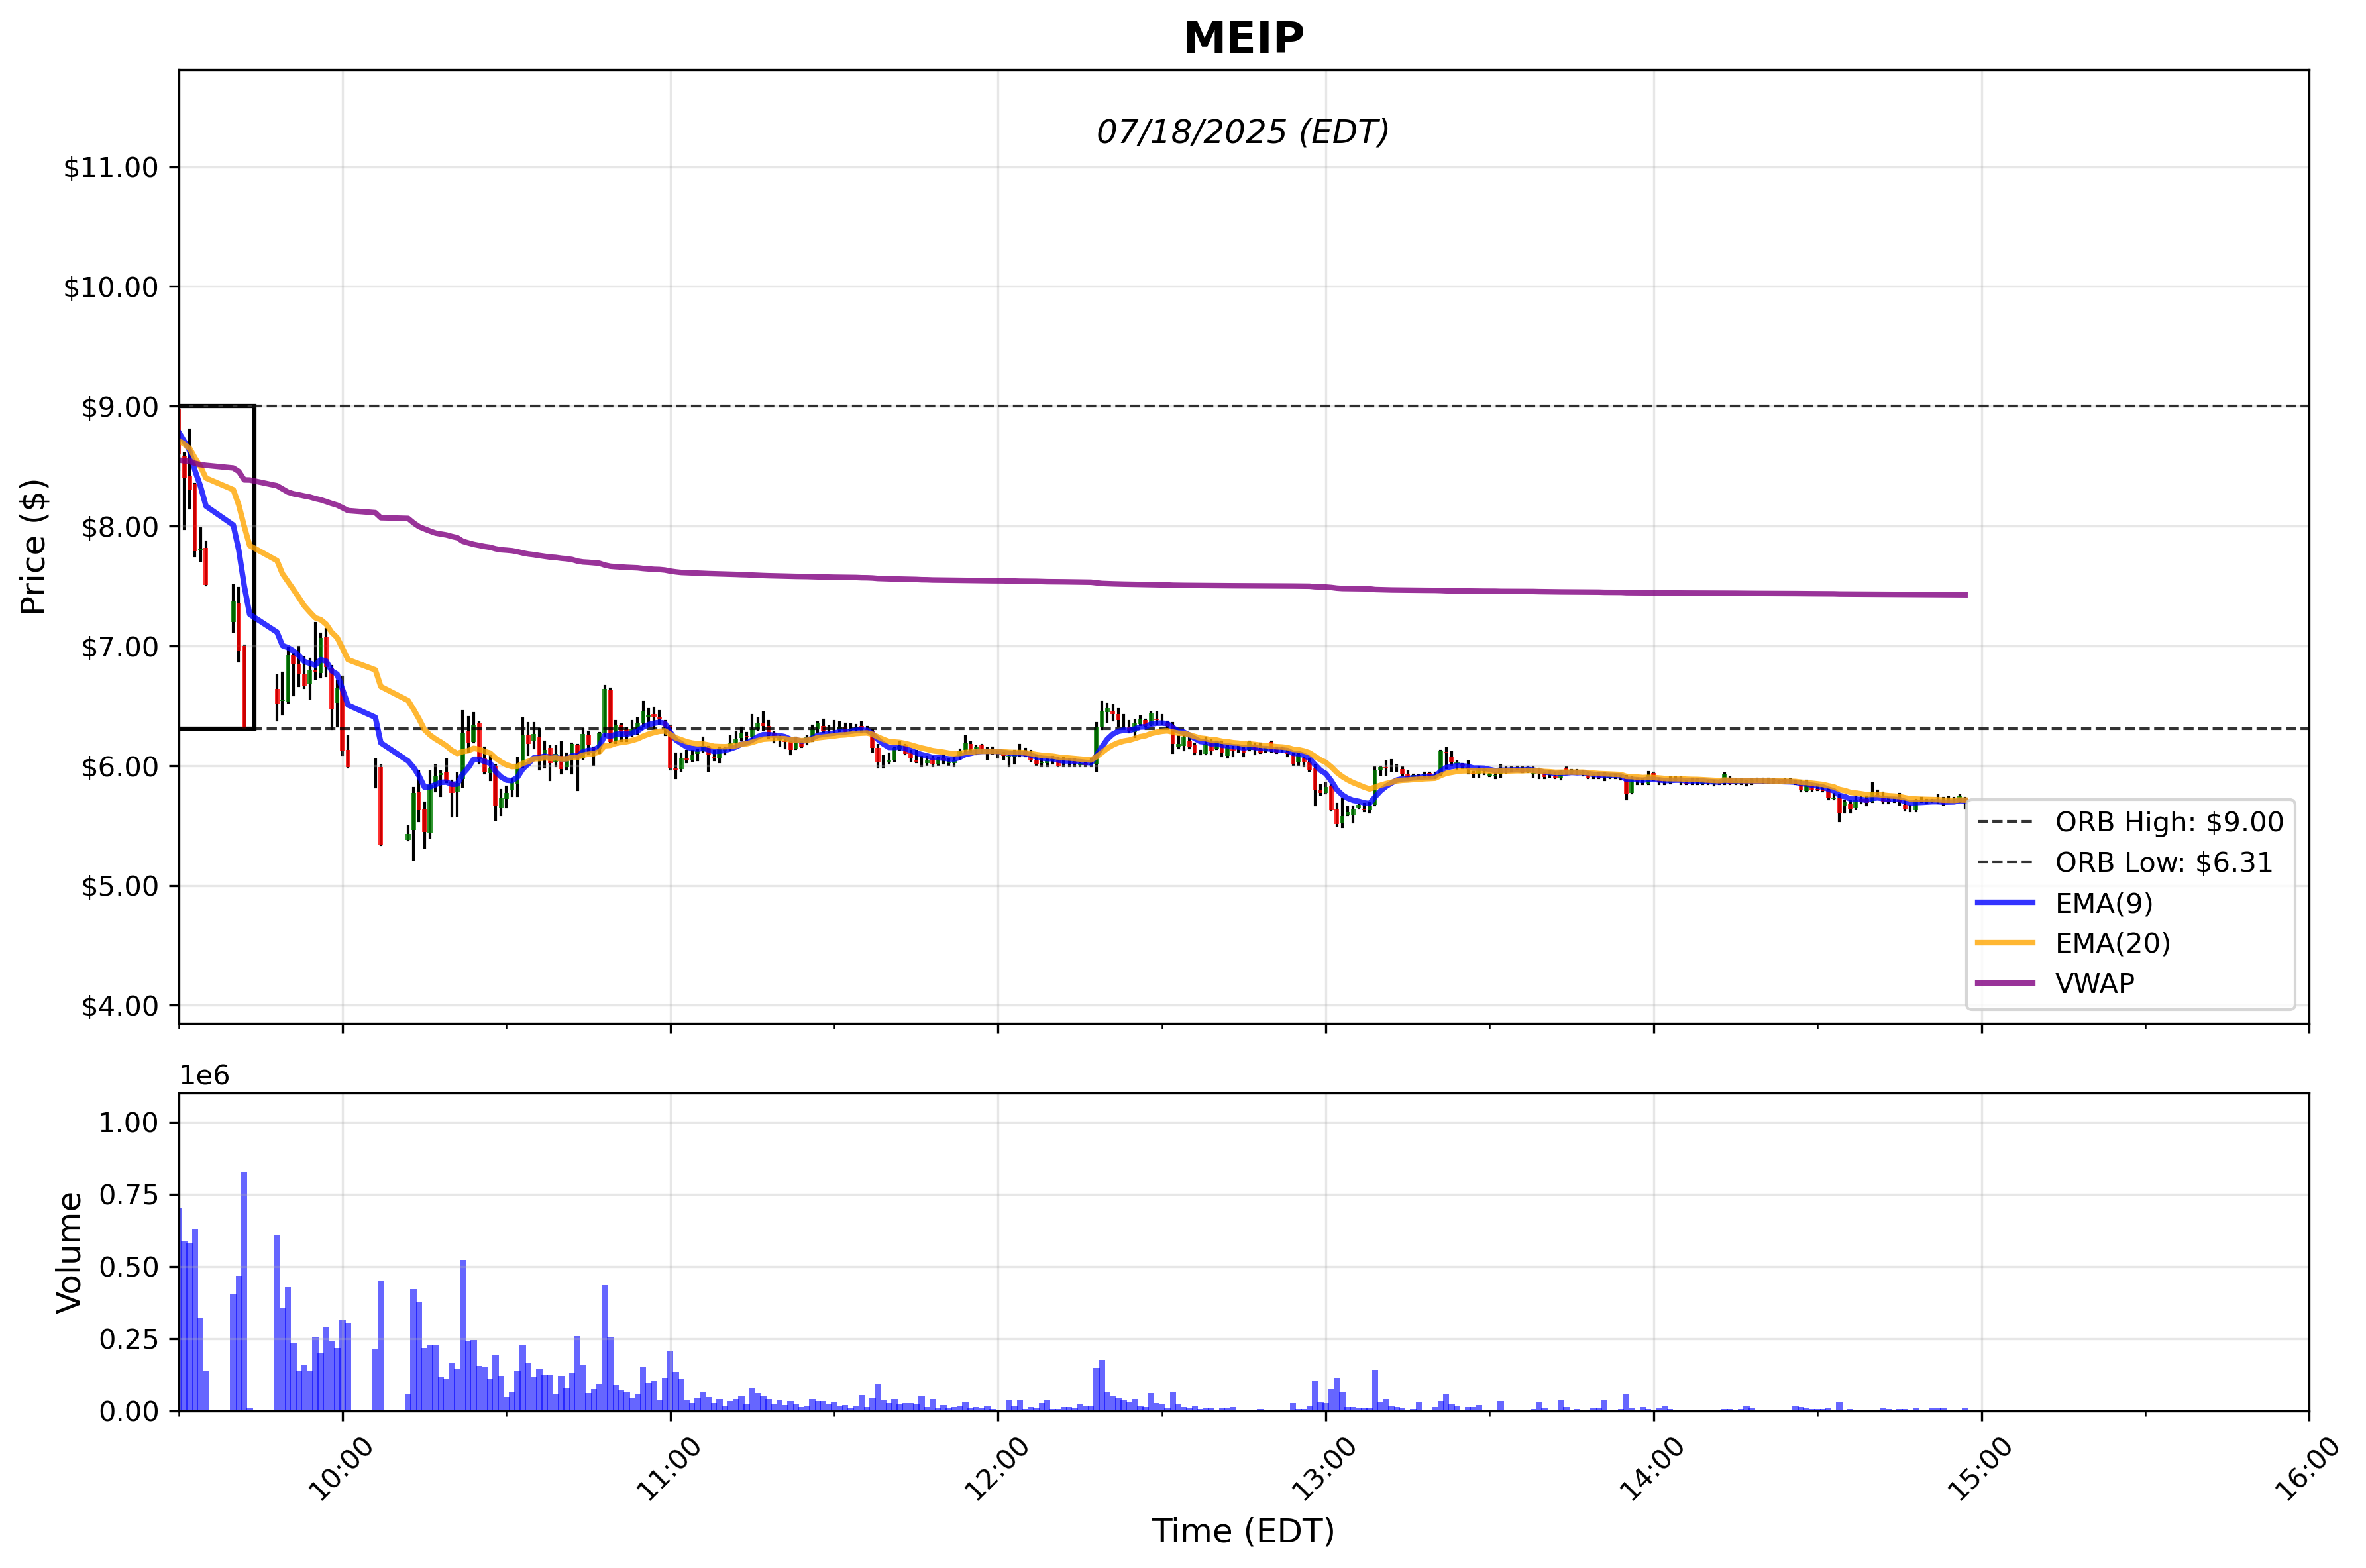 MEIP
07/18/2025 (EDT)
Price ($)
$11.00
$10.00
$9.00
$8.00
$7.00
$6.00
$5.00
$4.00
ORB High: $9.00
ORB Low: $6.31
EMA(9)
EMA(20)
VWAP
1e6
Volume
1.00
0.75
0.50
0.25
0.00
10:00
11:00
12:00
13:00
14:00
15:00
16:00
Time (EDT)